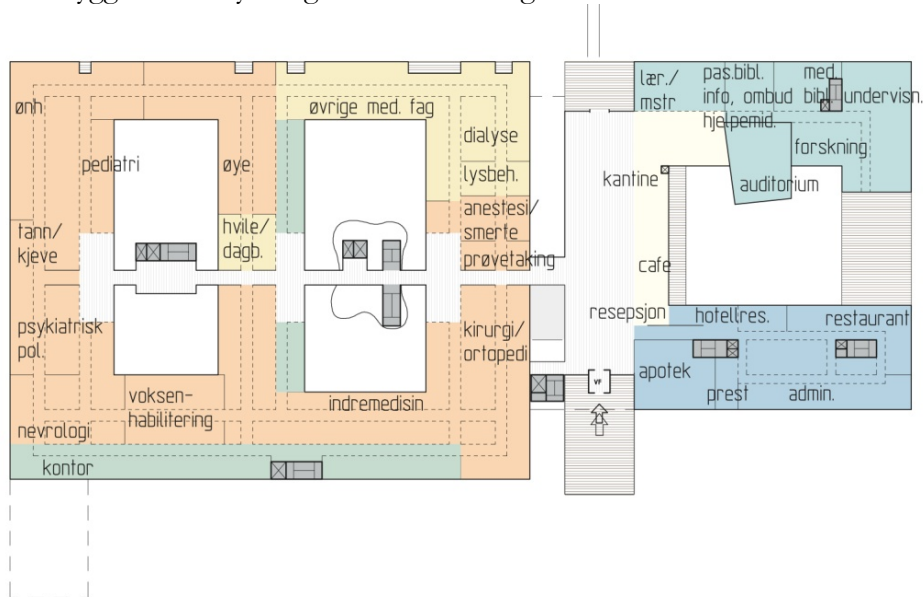 ønh
øvrige med. fag
dialyse
pediatri
øye
lysbeh.
anestesi/
smerte
tann/
kjeve
hvile/
dagb.
prøvetaking
psykiatrisk
pol.
kirurgi/
ortopedi
voksen-
habilitering
indremedisin
nevrologi
kontor
lær./
mstr
pas.bibl.
info, ombud
hjelpemid.
med.
bibl.
undervisn.
forskning
kantine
auditorium
cafe
resepsjon
hotellres.
restaurant
apotek
prest
admin.
VF